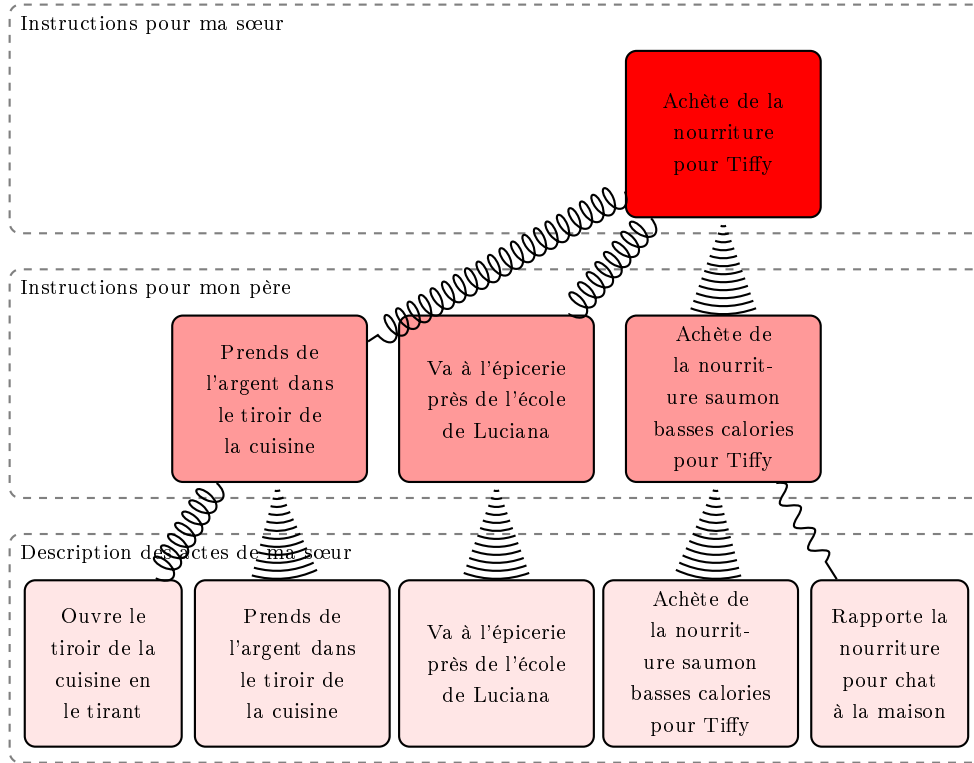 Instructions pour ma sœur
Achète de la
nourriture
pour Tiffy
Instructions pour mon père
Prends de
l'argent dans
le tiroir de
la cuisine
Va à l'épicerie
près de l'école
de Luciana
Achète de
la nourrit-
ure saumon
basses calories
pour Tiffy
Description des actes de ma sœur
Ouvre le
tiroir de la
cuisine en
le tirant
Prends de
l'argent dans
le tiroir de
la cuisine
Va à l'épicerie
près de l'école
de Luciana
Achète de
la nourrit-
ure saumon
basses calories
pour Tiffy
Rapporte la
nourriture
pour chat
à la maison